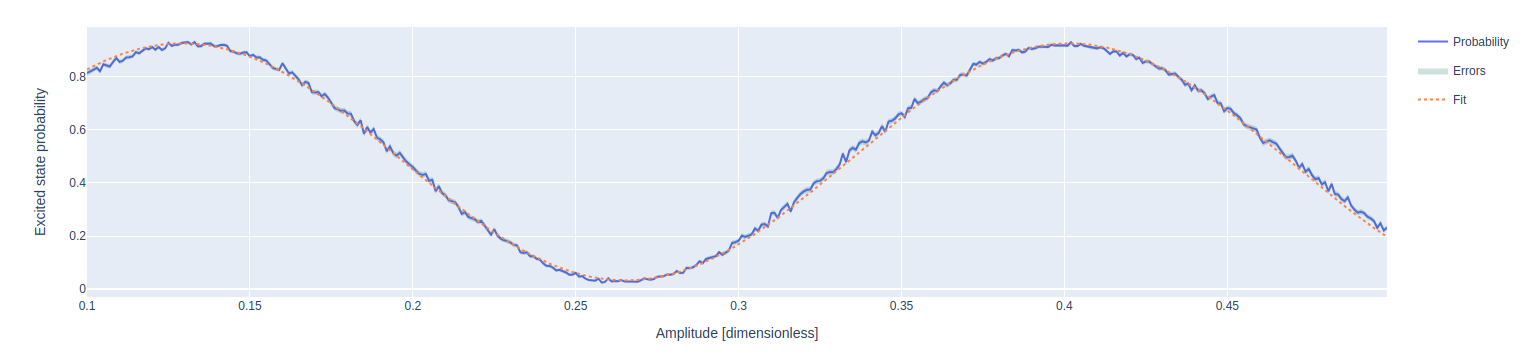 Excited state probability
0.8
0.6
0.4
0.2
0
0.1 0.15 0.2 0.25 0.3 0.35 0.4 0.45
Amplitude [dimensionless]
Probability
Errors
Fit